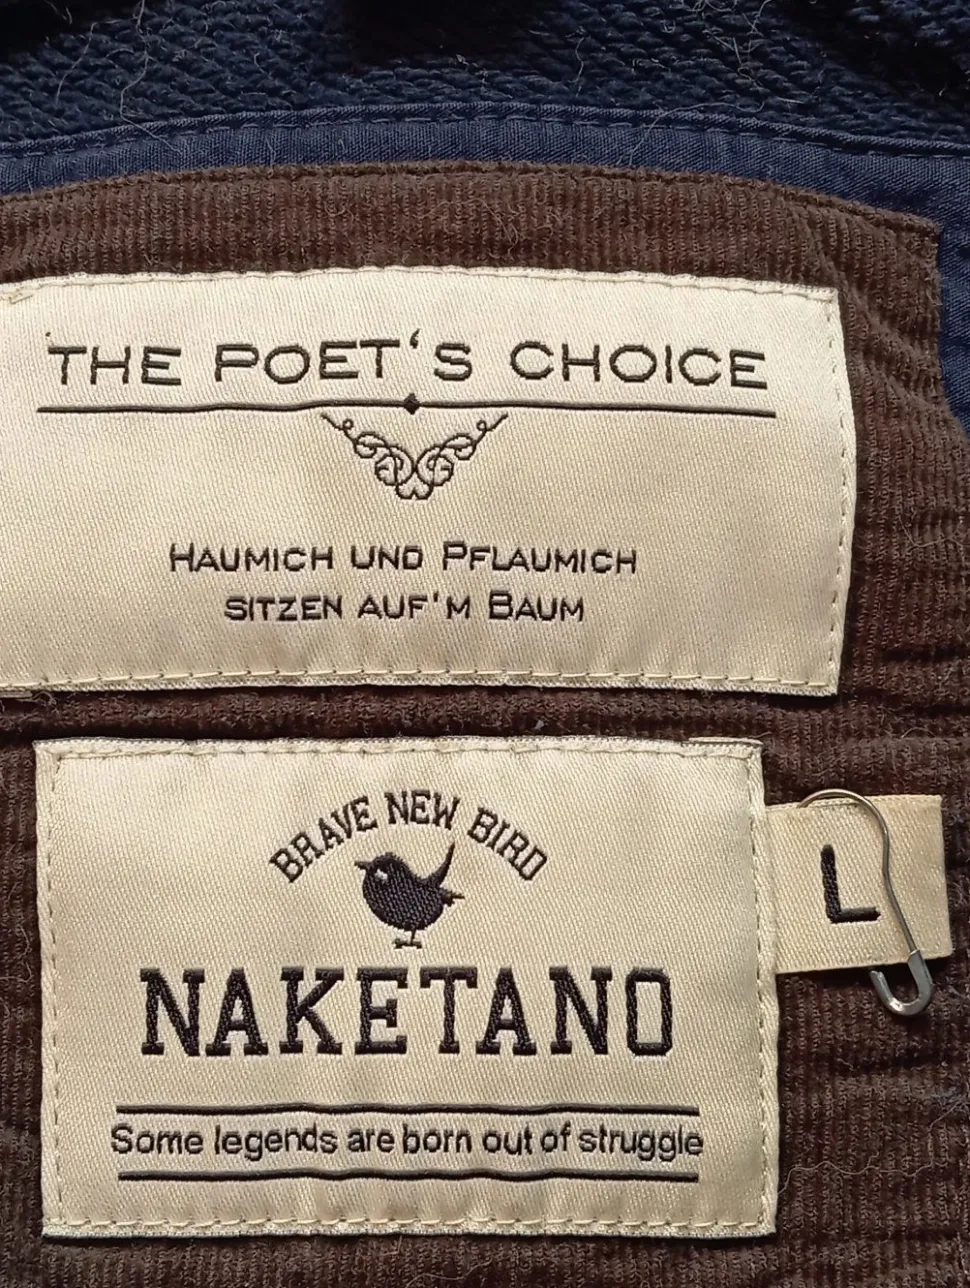 THE POET'S CHOICE
HAUMICH UND PFLAUMICH
SITZEN AUF'M BAUM
BRAVE NEW BIRD
NAKETANO
L
Some legends are born out of struggle